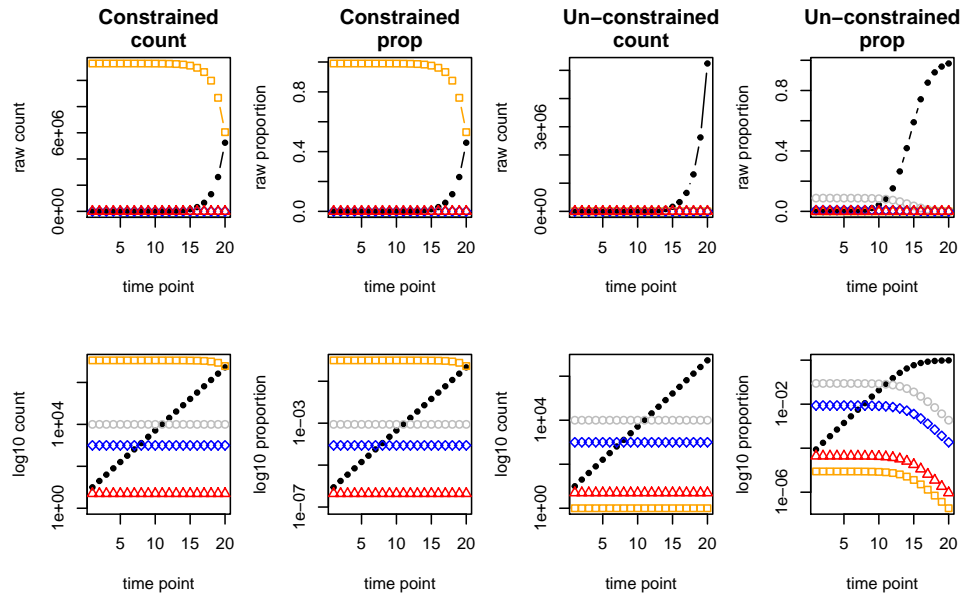 Constrained
count
raw count
0e+00
6e+06
5
10
15
20
time point
Constrained
prop
raw proportion
0.0
0.4
0.8
5
10
15
20
time point
Un−constrained
count
raw count
0e+00
3e+06
6e+06
5
10
15
20
time point
Un−constrained
prop
raw proportion
0.0
0.4
0.8
5
10
15
20
time point
log10 count
1e+00
1e+04
5
10
15
20
time point
log10 proportion
1e−07
1e−03
5
10
15
20
time point
log10 count
1e+00
1e+04
5
10
15
20
time point
log10 proportion
1e−06
1e−02
5
10
15
20
time point